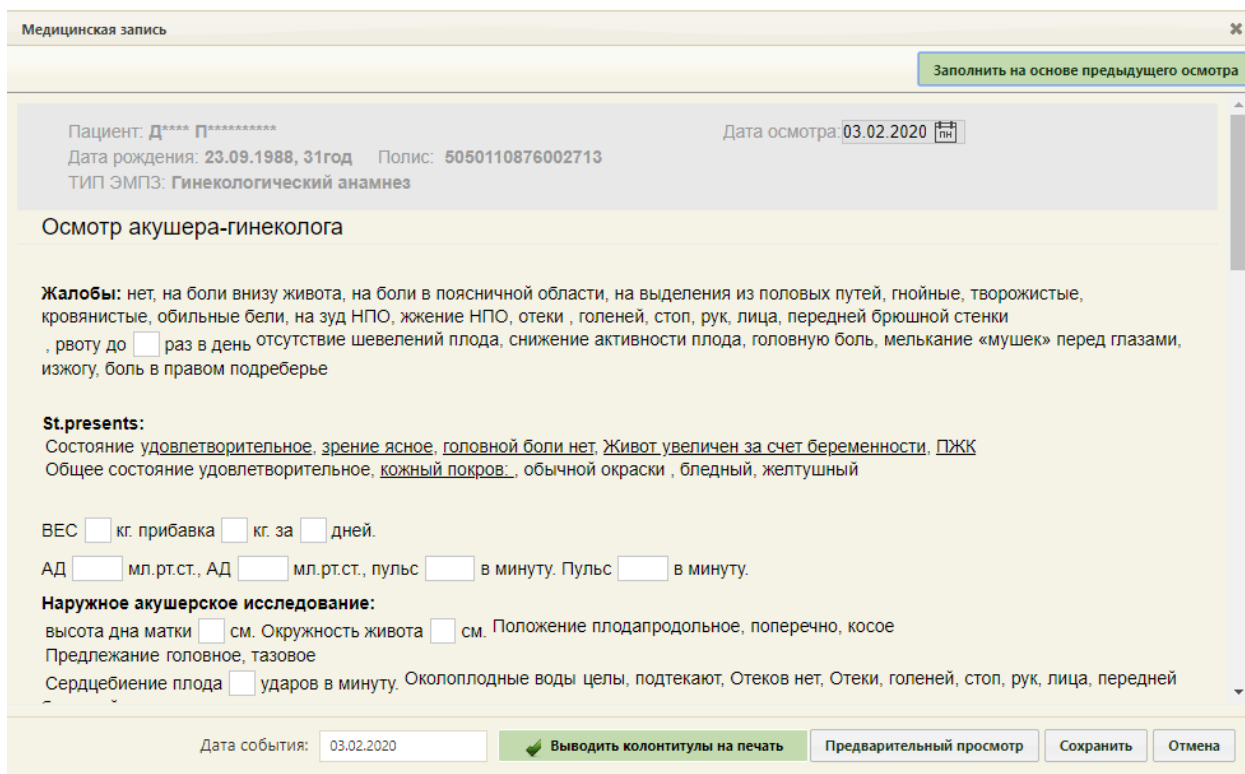 Медицинская запись
Заполнить на основе предыдущего осмотра
Пациент: Д**** П********** Дата осмотра: 03.02.2020 пн
Дата рождения: 23.09.1988, 31год Полис: 5050110876002713
ТИП ЭМПЗ: Гинекологический анамнез
Осмотр акушера-гинеколога
Жалобы: нет, на боли внизу живота, на боли в поясничной области, на выделения из половых путей, гнойные, творожистые,
кровянистые, обильные бели, на зуд НПО, жжение НПО, отеки , голеней, стоп, рук, лица, передней брюшной стенки
, рвоту до раз в день отсутствие шевелений плода, снижение активности плода, головную боль, мелькание «мушек» перед глазами,
изжогу, боль в правом подреберье
St.presents:
Состояние удовлетворительное, зрение ясное, головной боли нет, Живот увеличен за счет беременности, ПЖК
Общее состояние удовлетворительное, кожный покров: , обычной окраски , бледный, желтушный
ВЕС кг. прибавка кг. за дней.
АД мл.рт.ст., АД мл.рт.ст., пульс в минуту. Пульс в минуту.
Наружное акушерское исследование:
высота дна матки см. Окружность живота см. Положение плодапродольное, поперечно, косое
Предлежание головное, тазовое
Сердцебиение плода ударов в минуту. Околоплодные воды целы, подтекают, Отеков нет, Отеки, голеней, стоп, рук, лица, передней
Дата события: 03.02.2020 Выводить колонтитулы на печать Предварительный просмотр Сохранить Отмена